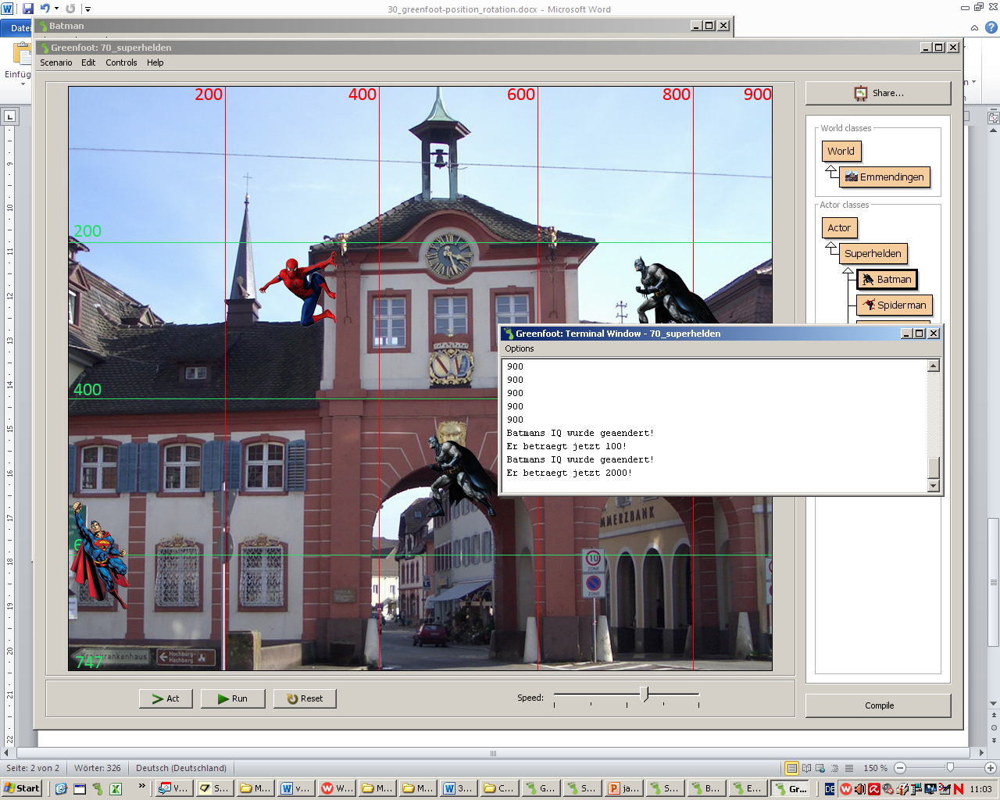 30_greenfoot-position_rotation.docx - Microsoft Word
Datei
Batman
Einfüg
Greenfoot: 70_superhelden
Scenario Edit Controls Help
200 400 600 800 900
200
400
747
10
ZONE
ZONE
MMERZBANK
Hochburg-
Hachberg
Share...
World classes
World
Emmendingen
Actor classes
Actor
Superhelden
Batman
Spiderman
Greenfoot: Terminal Window - 70_superhelden
Options
900
900
900
900
900
Batmans IQ wurde geaendert!
Er betraegt jetzt 100!
Batmans IQ wurde geaendert!
Er betraegt jetzt 2000!
Act Run Reset Speed:
Compile
9
10
11
12
13
14
15
16
17
18
19
20
21
22
Seite: 2 von 2 Wörter: 326 Deutsch (Deutschland) 150 %
Start » V... S... M... v... W... M... M... 3... C... G... S... ja... S... B... E... Gr... DE 11:03